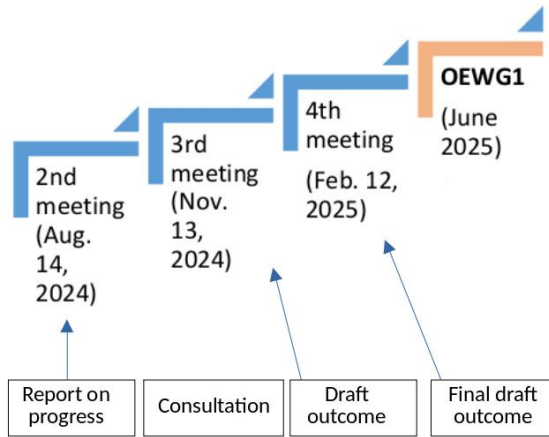 2nd
meeting
(Aug.
14,
2024)
3rd
meeting
(Nov.
13,
2024)
4th
meeting
(Feb. 12,
2025)
OEWG1
(June
2025)
Report on
progress
Consultation
Draft
outcome
Final draft
outcome